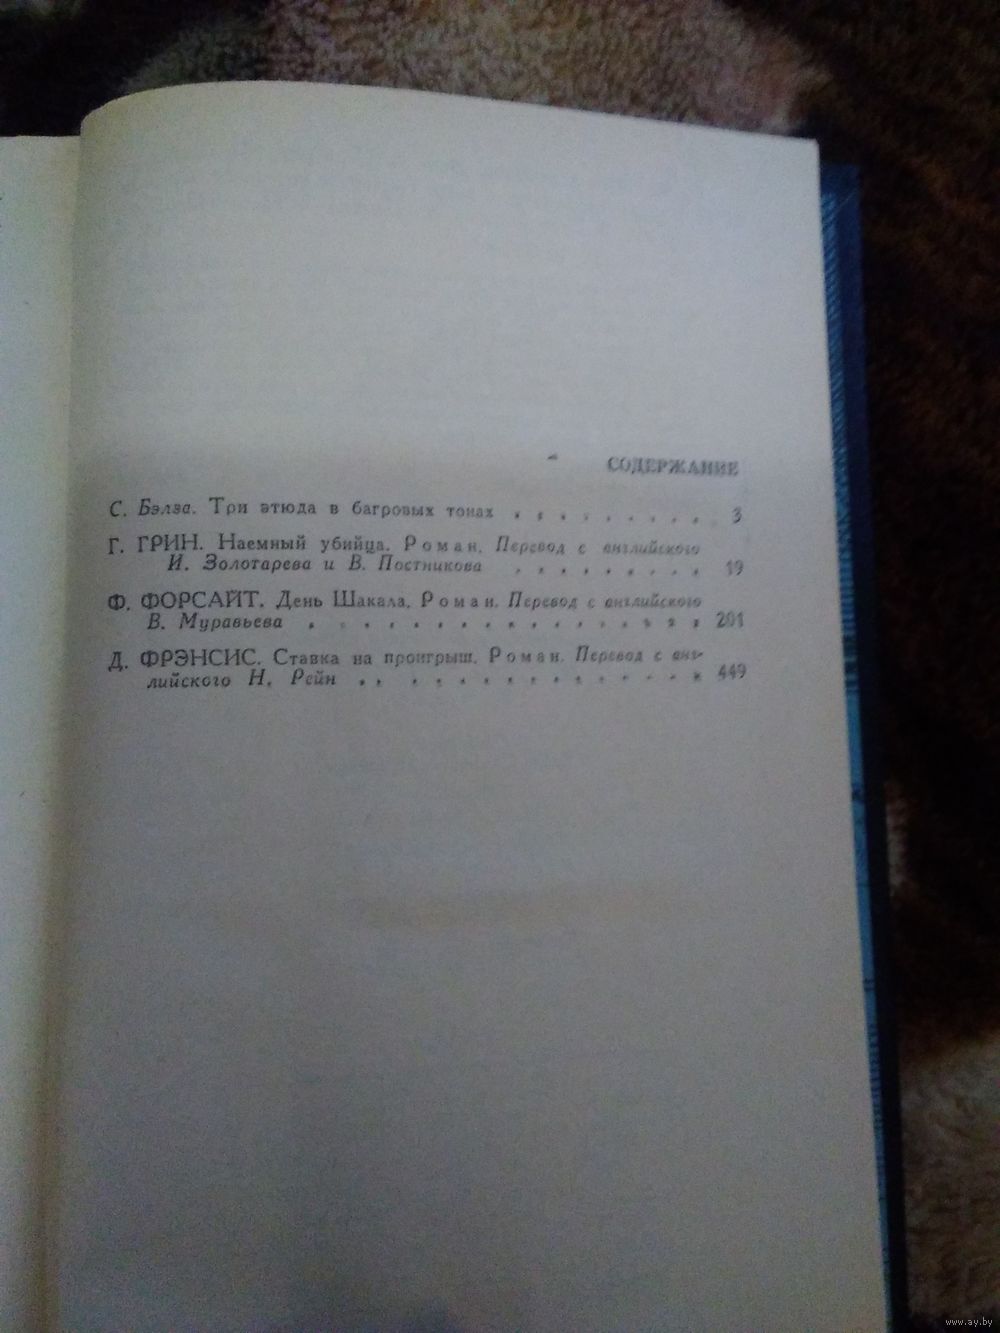 СОДЕРЖАНИЕ
С. Бэлза. Три этюда в багровых тонах . . . . . . . . . 3
Г. ГРИН. Наемный убийца. Роман. Перевод с английского
И. Золотарева и В. Постникова . . . . . . . . 19
Ф. ФОРСАЙТ. День Шакала. Роман. Перевод с английского
В. Муравьева . . . . . . . . . . . . . . . 201
Д. ФРЭНСИС. Ставка на проигрыш. Роман. Перевод с анг-
лийского Н. Рейн . . . . . . . . . . . . . . 449
www.ay.by